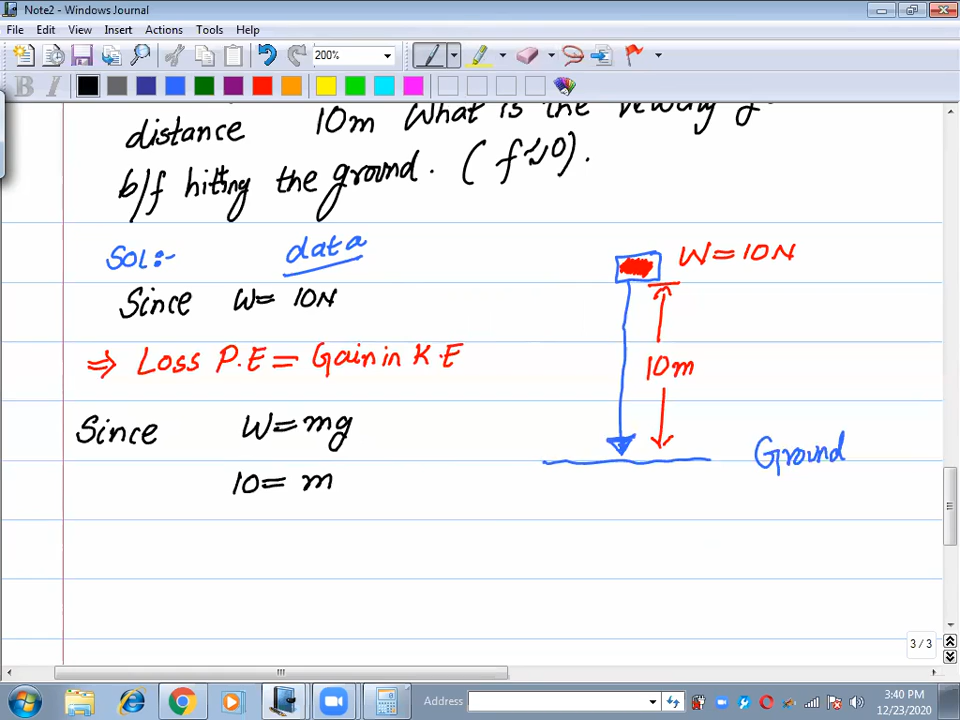 Note2 - Windows Journal
File Edit View Insert Actions Tools Help
200%
B I
distance 10m What is the
b/f hitting the ground. ( f≈0).
SOL:- data
Since W= 10N
W=10N
⇒ Loss P.E = Gain in K.E
10m
Since W=mg
Ground
10= m
3/3
Address
3:40 PM
12/23/2020